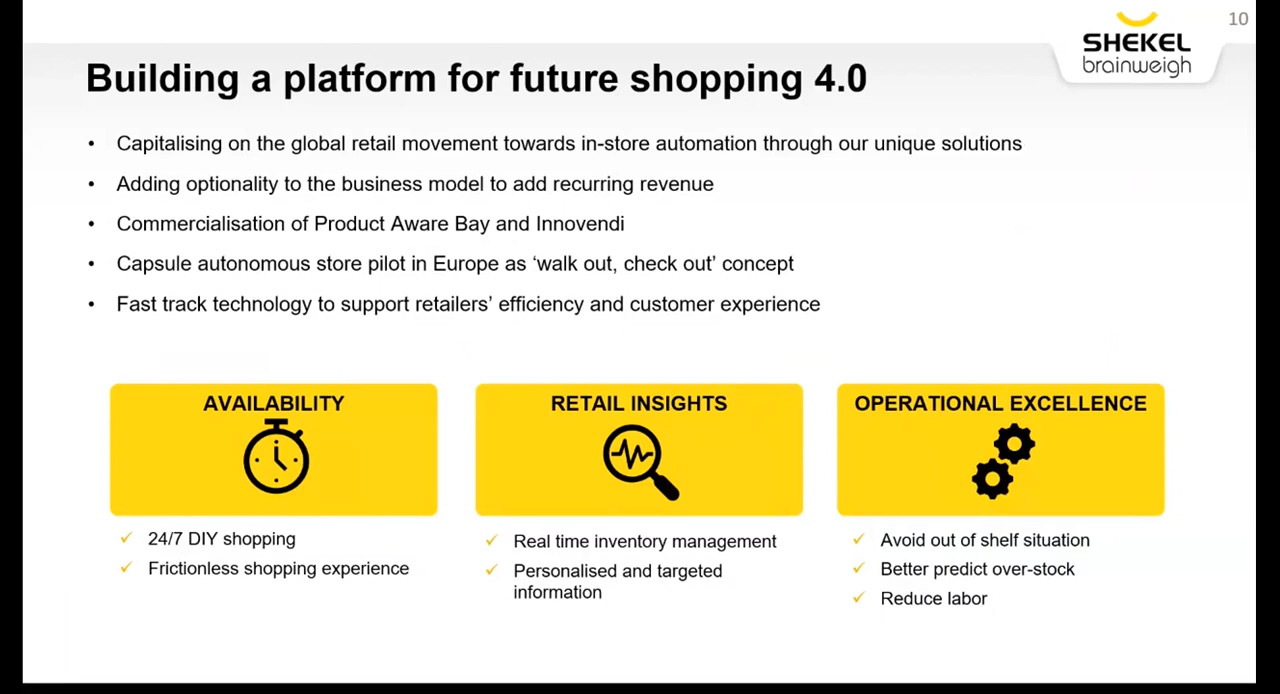 10
SHEKEL
brainweigh
Building a platform for future shopping 4.0
• Capitalising on the global retail movement towards in-store automation through our unique solutions
• Adding optionality to the business model to add recurring revenue
• Commercialisation of Product Aware Bay and Innovendi
• Capsule autonomous store pilot in Europe as ‘walk out, check out’ concept
• Fast track technology to support retailers’ efficiency and customer experience
AVAILABILITY
✓ 24/7 DIY shopping
✓ Frictionless shopping experience
RETAIL INSIGHTS
✓ Real time inventory management
✓ Personalised and targeted
information
OPERATIONAL EXCELLENCE
✓ Avoid out of shelf situation
✓ Better predict over-stock
✓ Reduce labor